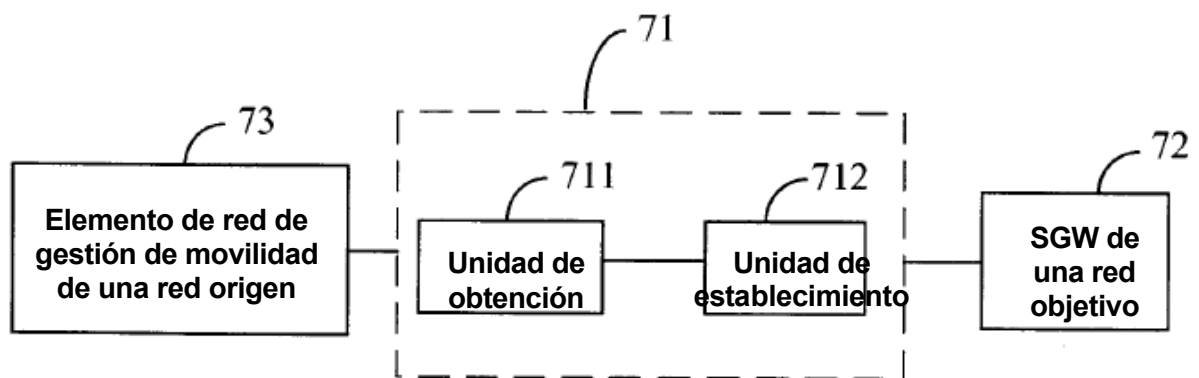 71
73
711
712
72
Elemento de red de
gestión de movilidad
de una red origen
Unidad de
obtención
Unidad de
establecimiento
SGW de
una red
objetivo